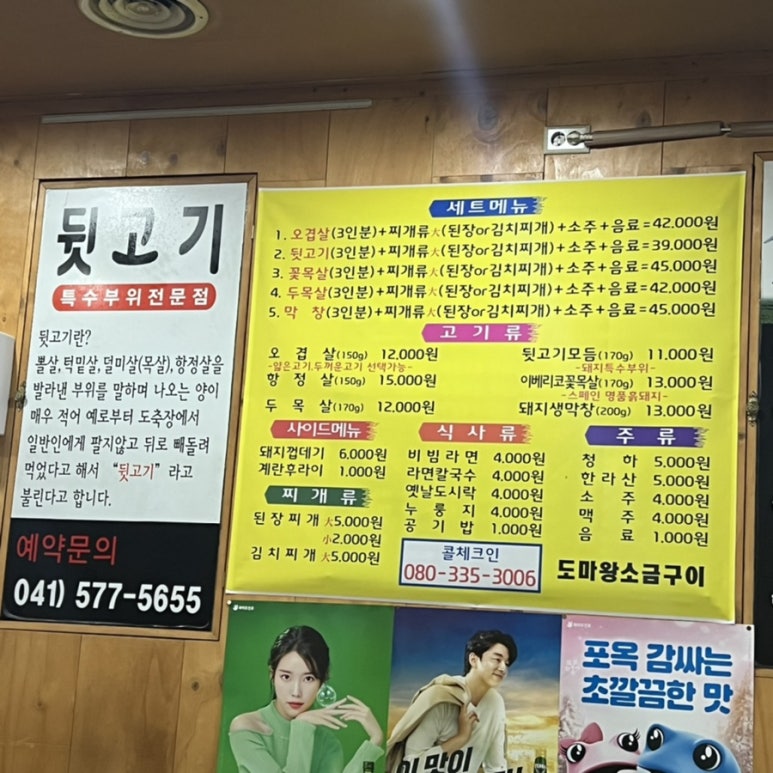 뒷고기
특수부위전문점
뒷고기란?
뽈살,턱밑살,덜미살(목살),항정살을
발라낸 부위를 말하며 나오는 양이
매우 적어 예로부터 도축장에서
일반인에게 팔지않고 뒤로 빼돌려
먹었다고 해서 “뒷고기” 라고
불린다고 합니다.
예약문의
041) 577-5655
세트메뉴
1. 오겹살(3인분)+찌개류大(된장or김치찌개)+소주+음료=42.000원
2. 뒷고기(3인분)+찌개류大(된장or김치찌개)+소주+음료=39.000원
3. 꽃목살(3인분)+찌개류大(된장or김치찌개)+소주+음료=45.000원
4. 두목살(3인분)+찌개류大(된장or김치찌개)+소주+음료=42.000원
5. 막 창(3인분)+찌개류大(된장or김치찌개)+소주+음료=45.000원
고기류
오 겹 살(150g) 12.000원
-얇은고기.두꺼운고기 선택가능-
항 정 살(150g) 15.000원
두 목 살(170g) 12.000원
뒷고기모듬(170g) 11.000원
-돼지특수부위-
이베리코꽃목살(170g) 13.000원
-스페인 명품흙돼지-
돼지생막창(200g) 13.000원
사이드메뉴
돼지껍데기 6.000원
계란후라이 1.000원
찌개류
된장찌개 大5.000원
小2.000원
김치찌개 大5.000원
식사류
비빔라면 4.000원
라면칼국수 4.000원
옛날도시락 4.000원
누룽지 4.000원
공기밥 1.000원
주류
청하 5.000원
한라산 5.000원
소주 4.000원
맥주 4.000원
음료 1.000원
콜체크인
080-335-3006
도마왕소금구이
포옥 감싸는
초깔끔한 맛
이 맛이